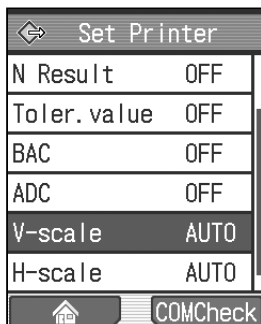 Set Printer
N Result OFF
Toler.value OFF
BAC OFF
ADC OFF
V-scale AUTO
H-scale AUTO
COMCheck